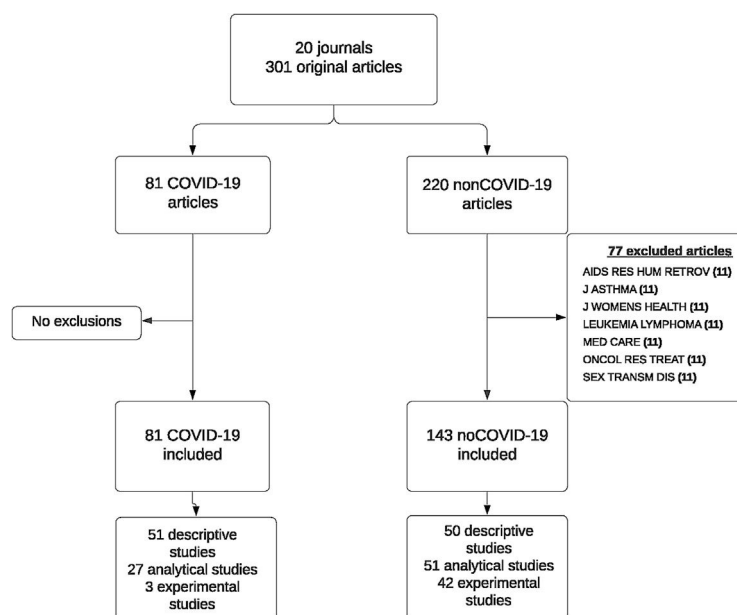 20 journals
301 original articles
81 COVID-19
articles
220 nonCOVID-19
articles
77 excluded articles
AIDS RES HUM RETROV (11)
J ASTHMA (11)
J WOMENS HEALTH (11)
LEUKEMIA LYMPHOMA (11)
MED CARE (11)
ONCOL RES TREAT (11)
SEX TRANSM DIS (11)
No exclusions
81 COVID-19
included
143 noCOVID-19
included
51 descriptive
studies
27 analytical studies
3 experimental
studies
50 descriptive
studies
51 analytical studies
42 experimental
studies